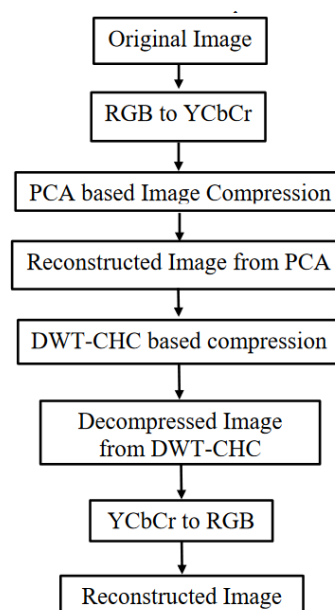 Original Image
RGB to YCbCr
PCA based Image Compression
Reconstructed Image from PCA
DWT-CHC based compression
Decompressed Image
from DWT-CHC
YCbCr to RGB
Reconstructed Image